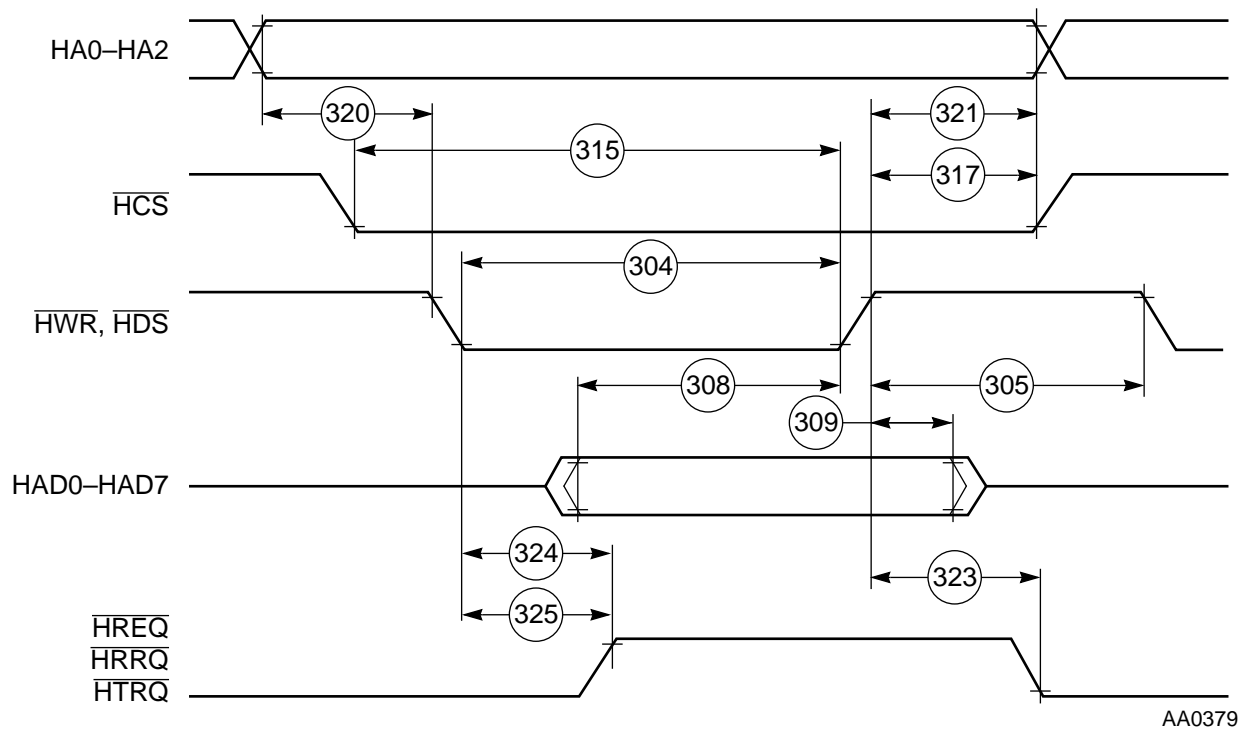 HA0–HA2
320
321
315
317
HCS
304
HWR, HDS
308
305
309
HAD0–HAD7
324
323
325
HREQ
HRRQ
HTRQ
AA0379